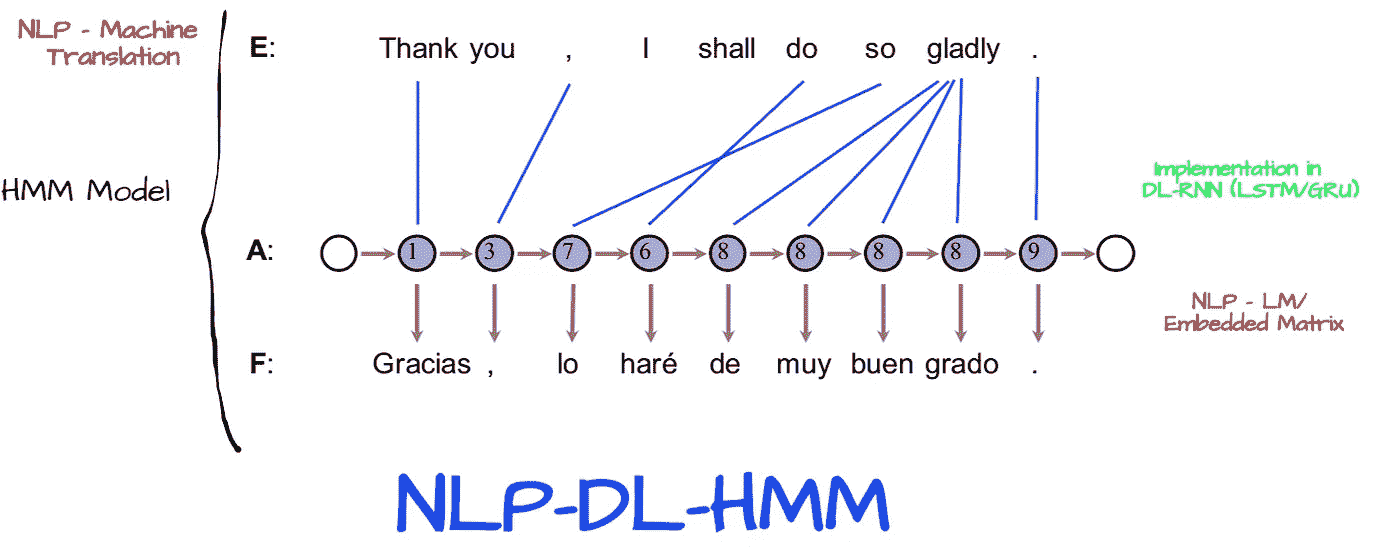 NLP - Machine
Translation
E: Thank you , I shall do so gladly .
HMM Model
Implementation in
DL-RNN (LSTM/GRU)
A: 1 3 7 6 8 8 8 8 9
NLP - LM/
Embedded Matrix
F: Gracias , lo haré de muy buen grado .
NLP-DL-HMM